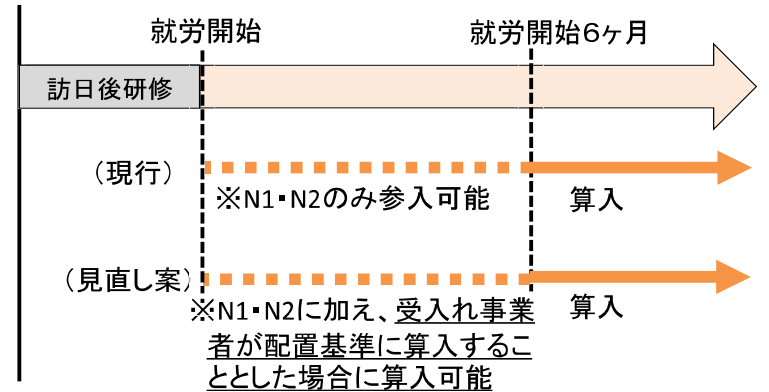 就労開始
就労開始6ヶ月
訪日後研修
(現行)
※N1・N2のみ参入可能
算入
(見直し案)
※N1・N2に加え、受入れ事業
者が配置基準に算入するこ
ととした場合に算入可能
算入